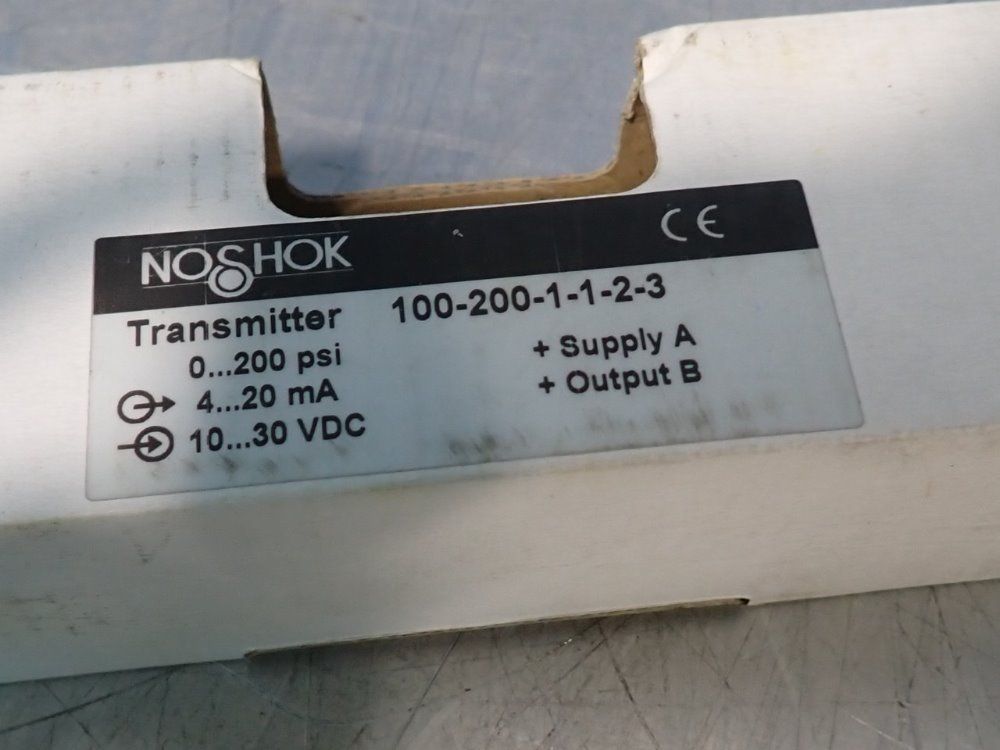 NOSHOK CE
Transmitter 100-200-1-1-2-3
0...200 psi + Supply A
4...20 mA + Output B
10...30 VDC